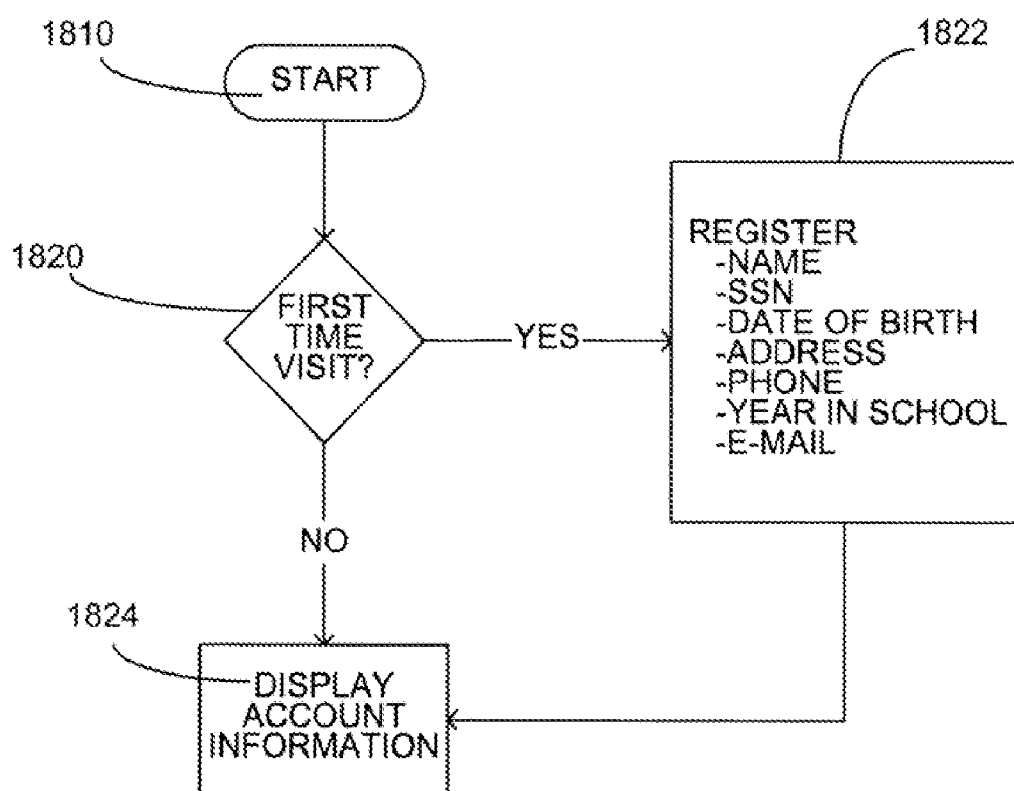 1810
START
1822
1820
FIRST
TIME
VISIT?
YES
REGISTER
-NAME
-SSN
-DATE OF BIRTH
-ADDRESS
-PHONE
-YEAR IN SCHOOL
-E-MAIL
NO
1824
DISPLAY
ACCOUNT
INFORMATION